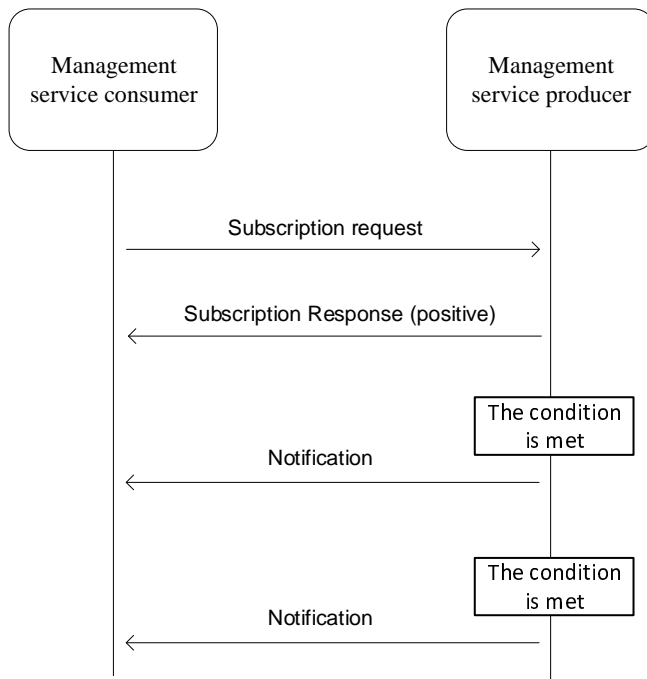 Management
service consumer
Management
service producer
Subscription request
Subscription Response (positive)
The condition
is met
Notification
The condition
is met
Notification